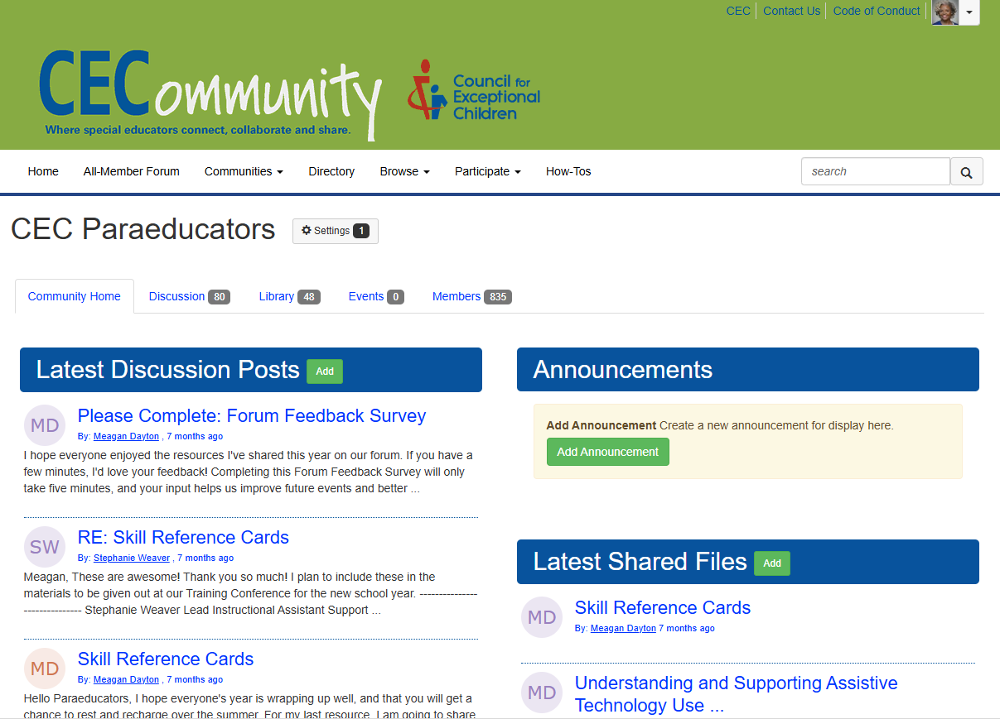 CEC Contact Us Code of Conduct
CECommunity
Where special educators connect, collaborate and share.
Council for
Exceptional
Children
Home All-Member Forum Communities Directory Browse Participate How-Tos search
CEC Paraeducators Settings 1
Community Home Discussion 80 Library 48 Events 0 Members 835
Latest Discussion Posts Add
MD Please Complete: Forum Feedback Survey
By: Meagan Dayton , 7 months ago
I hope everyone enjoyed the resources I've shared this year on our forum. If you have a
few minutes, I'd love your feedback! Completing this Forum Feedback Survey will only
take five minutes, and your input helps us improve future events and better ...
SW RE: Skill Reference Cards
By: Stephanie Weaver , 7 months ago
Meagan, These are awesome! Thank you so much! I plan to include these in the
materials to be given out at our Training Conference for the new school year. ---------------
------------------------------ Stephanie Weaver Lead Instructional Assistant Support ...
MD Skill Reference Cards
By: Meagan Dayton , 7 months ago
Hello Paraeducators, I hope everyone's year is wrapping up well, and that you will get a
chance to rest and recharge over the summer. For my last resource, I am going to share
Announcements
Add Announcement Create a new announcement for display here.
Add Announcement
Latest Shared Files Add
MD Skill Reference Cards
By: Meagan Dayton 7 months ago
MD Understanding and Supporting Assistive
Technology Use ...